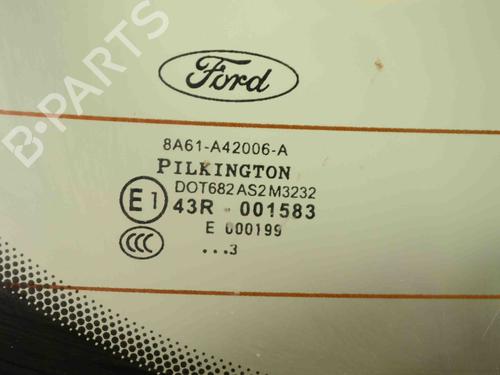 Ford
8A61-A42006-A
PILKINGTON
DOT682 AS2 M3232
E1 43R - 001583
CCC E 000199
...3
B-PARTS